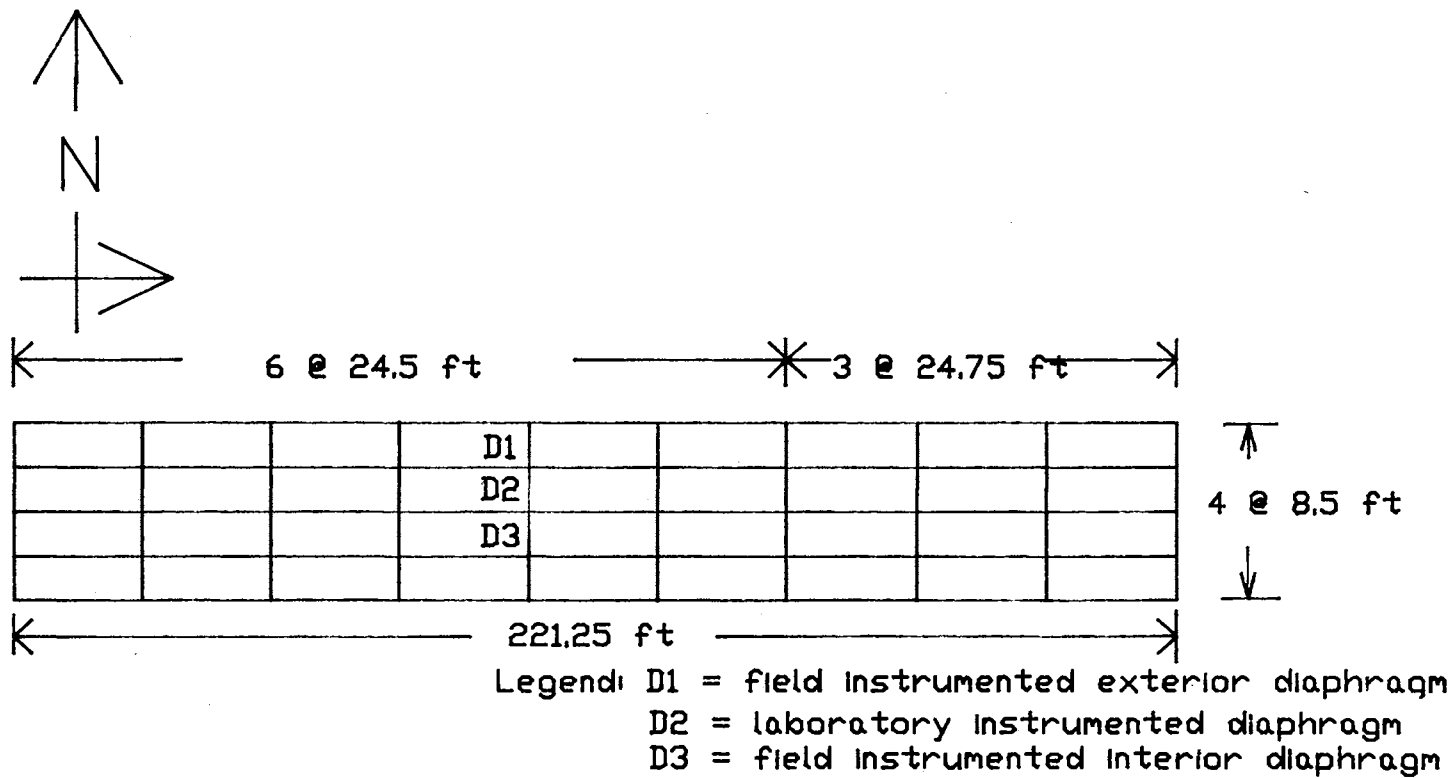 N
6 @ 24.5 ft
3 @ 24.75 ft
D1
D2
D3
4 @ 8.5 ft
221.25 ft
Legend: D1 = field instrumented exterior diaphragm
D2 = laboratory instrumented diaphragm
D3 = field instrumented interior diaphragm